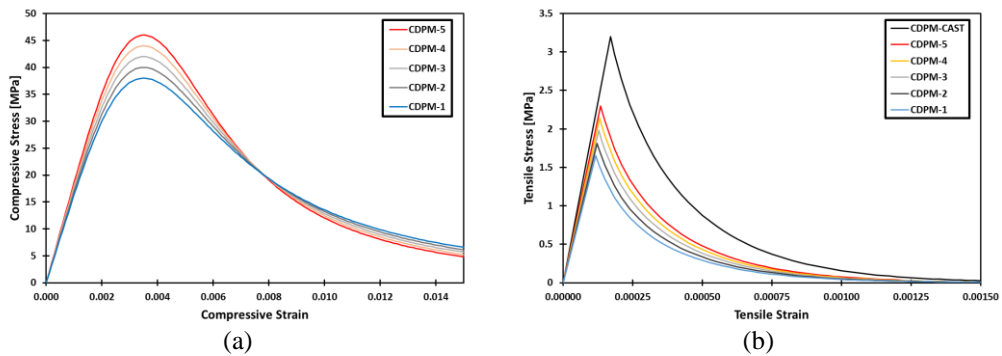 50
45
40
35
30
25
20
15
10
5
0
Compressive Stress [MPa]
0.000
0.002
0.004
0.006
0.008
0.010
0.012
0.014
Compressive Strain
CDPM-5
CDPM-4
CDPM-3
CDPM-2
CDPM-1
(a)
3.5
3
2.5
2
1.5
1
0.5
0
Tensile Stress [MPa]
0.00000
0.00025
0.00050
0.00075
0.00100
0.00125
0.00150
Tensile Strain
CDPM-CAST
CDPM-5
CDPM-4
CDPM-3
CDPM-2
CDPM-1
(b)